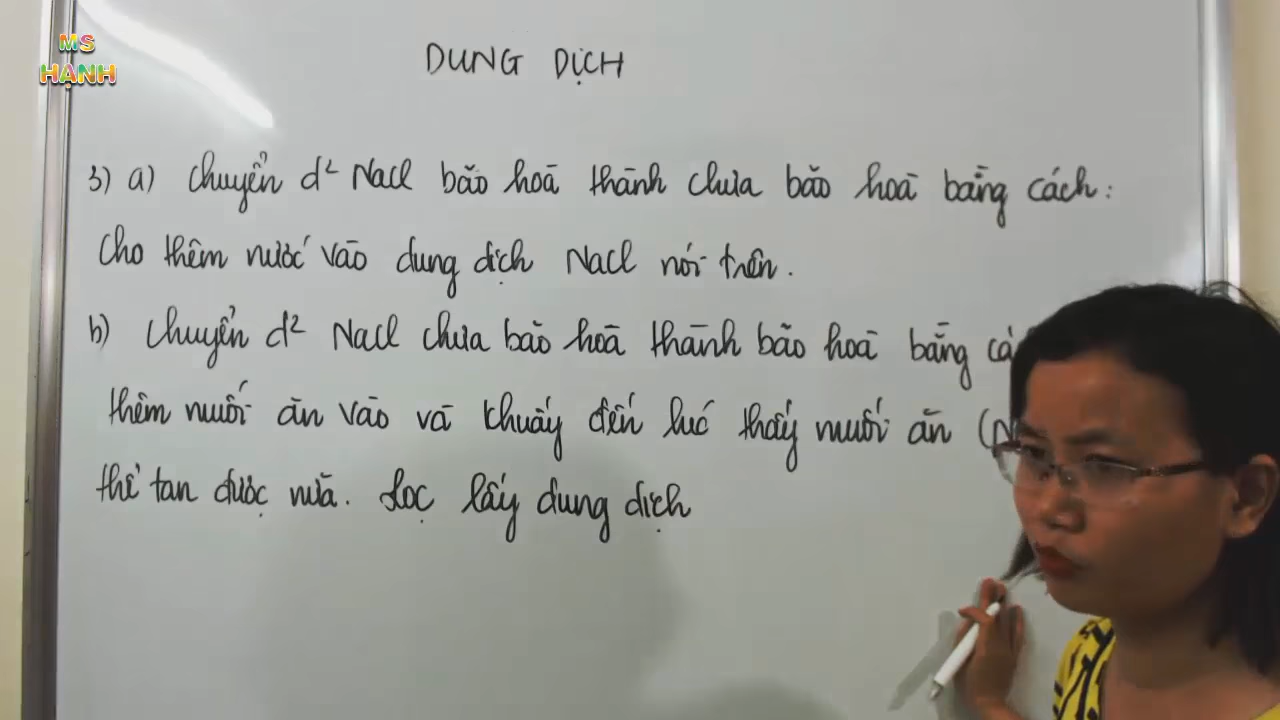 MS
HẠNH
DUNG DỊCH
3) a) Chuyển d² NaCl bão hoà thành chưa bão hoà bằng cách:
Cho thêm nước vào dung dịch NaCl nói trên.
b) Chuyển d² NaCl chưa bão hoà thành bão hoà bằng
thêm muối ăn vào và khuấy đến lúc thấy muối ăn
thể tan được nữa. Lọc lấy dung dịch